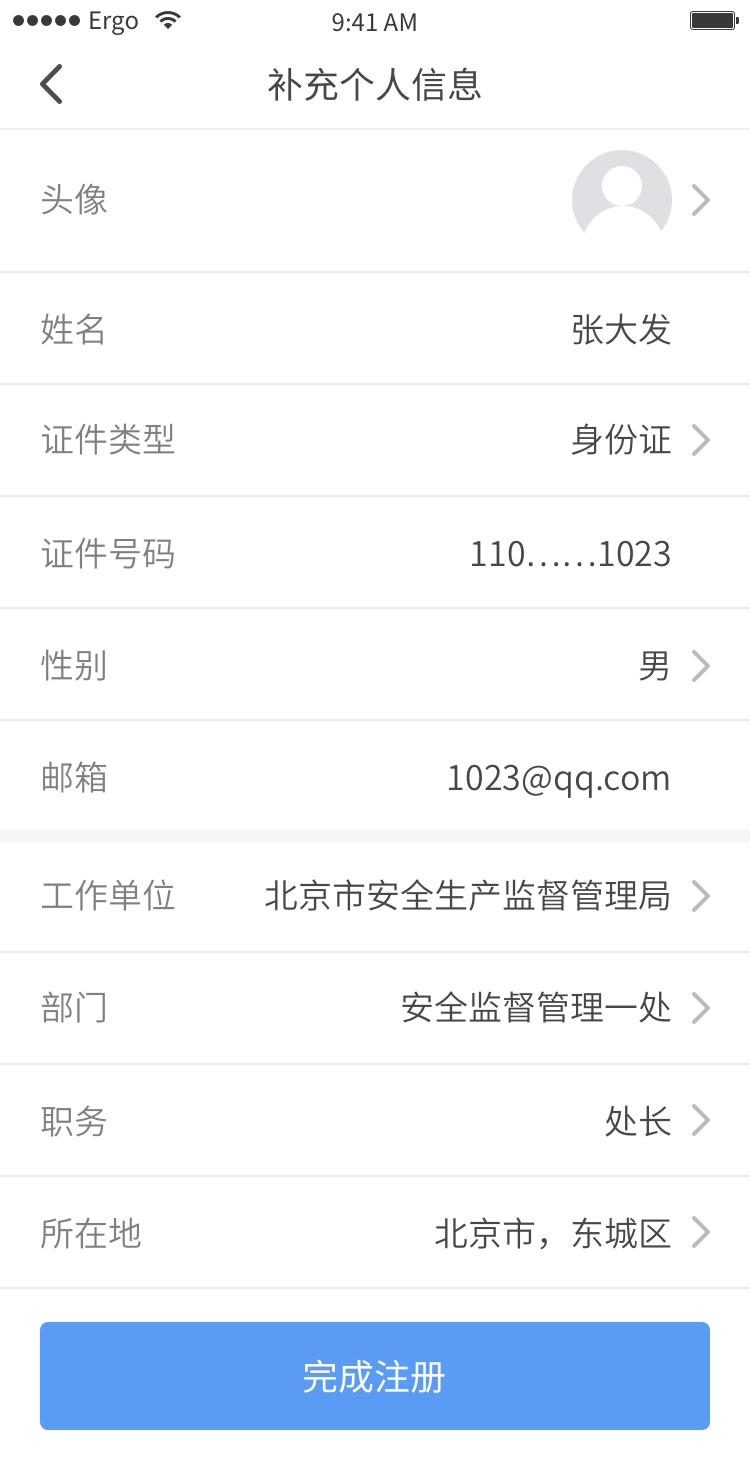 Ergo 9:41 AM
补充个人信息
头像
姓名 张大发
证件类型 身份证
证件号码 110......1023
性别 男
邮箱 1023@qq.com
工作单位 北京市安全生产监督管理局
部门 安全监督管理一处
职务 处长
所在地 北京市，东城区
完成注册